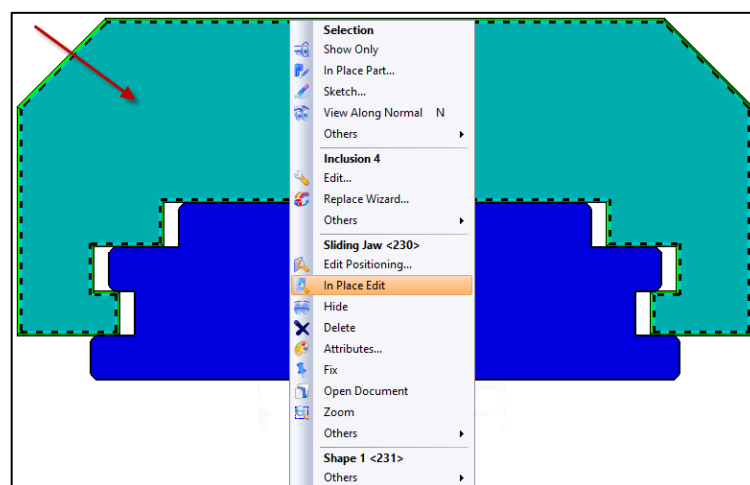 Selection
Show Only
In Place Part...
Sketch...
View Along Normal N
Others
Inclusion 4
Edit...
Replace Wizard...
Others
Sliding Jaw <230>
Edit Positioning...
In Place Edit
Hide
Delete
Attributes...
Fix
Open Document
Zoom
Others
Shape 1 <231>
Others